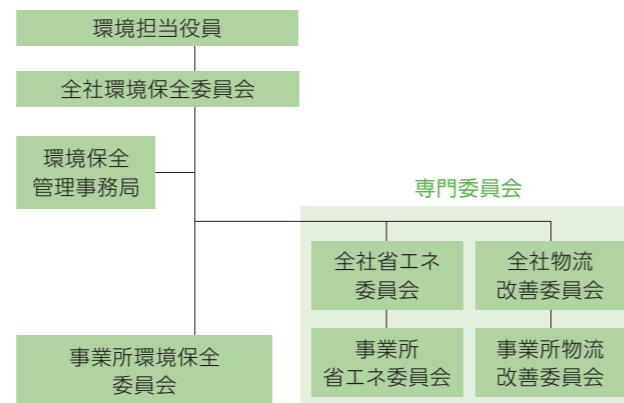 環境担当役員
全社環境保全委員会
環境保全
管理事務局
専門委員会
全社省エネ
委員会
全社物流
改善委員会
事業所環境保全
委員会
事業所
省エネ委員会
事業所物流
改善委員会